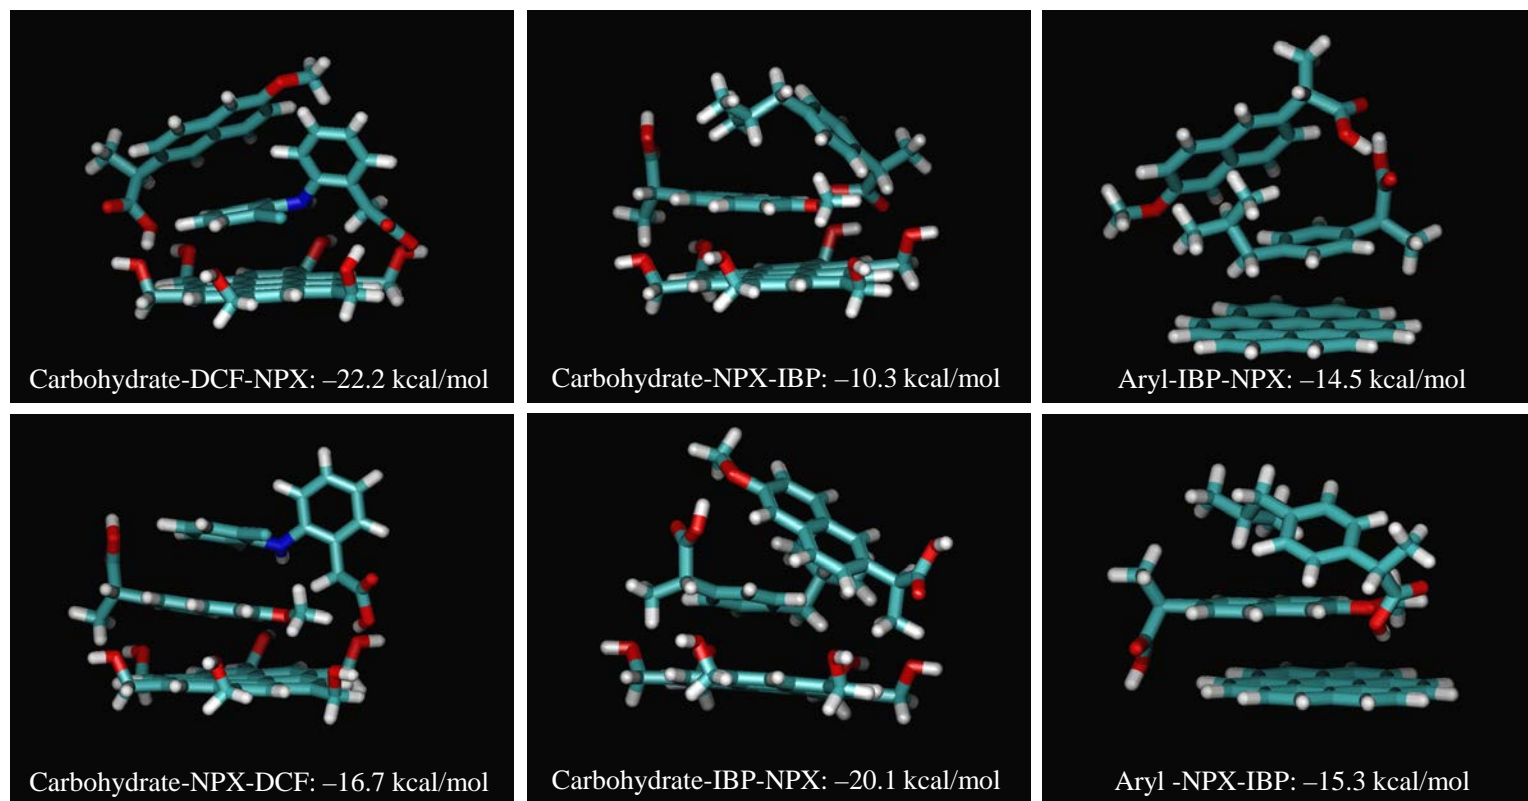 Carbohydrate-DCF-NPX: –22.2 kcal/mol
Carbohydrate-NPX-IBP: –10.3 kcal/mol
Aryl-IBP-NPX: –14.5 kcal/mol
Carbohydrate-NPX-DCF: –16.7 kcal/mol
Carbohydrate-IBP-NPX: –20.1 kcal/mol
Aryl -NPX-IBP: –15.3 kcal/mol